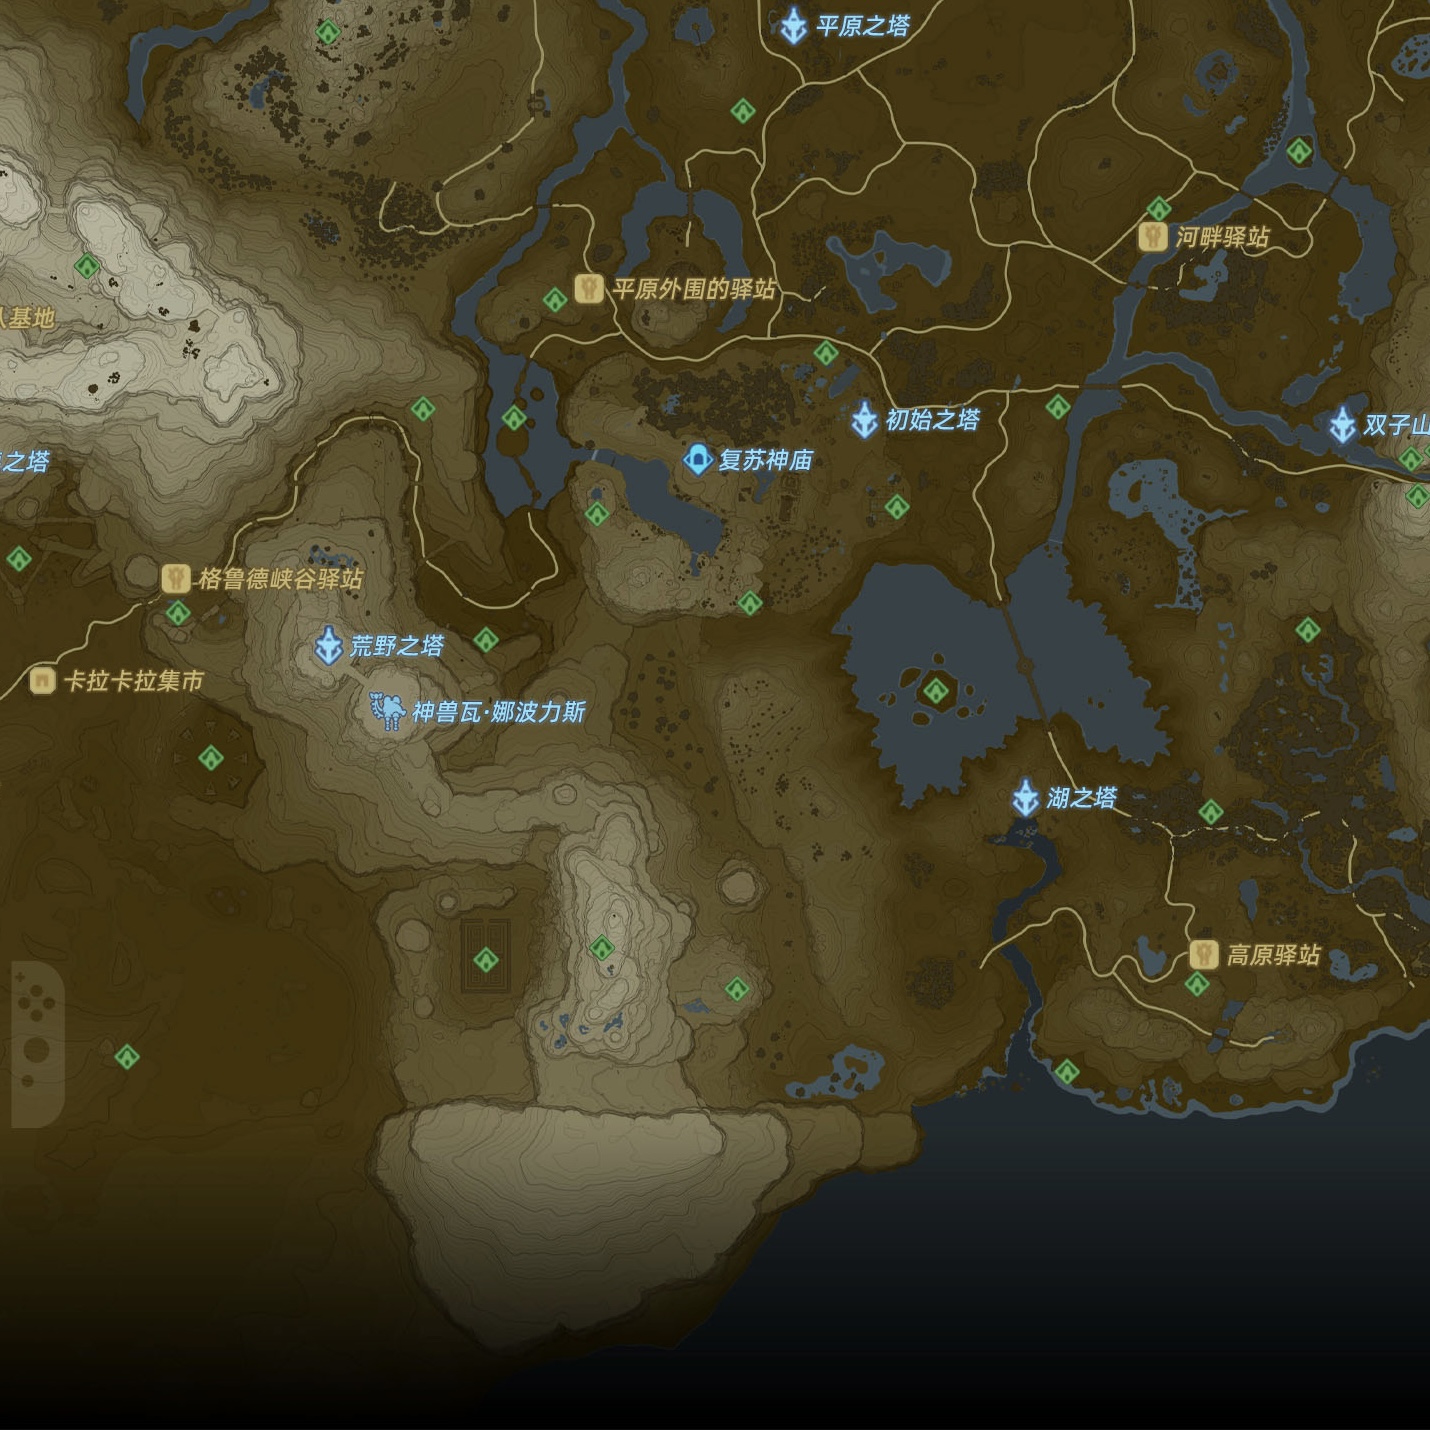 平原之塔
河畔驿站
平原外围的驿站
人基地
初始之塔
双子山
复苏神庙
之塔
格鲁德峡谷驿站
荒野之塔
卡拉卡拉集市
神兽瓦·娜波力斯
湖之塔
高原驿站